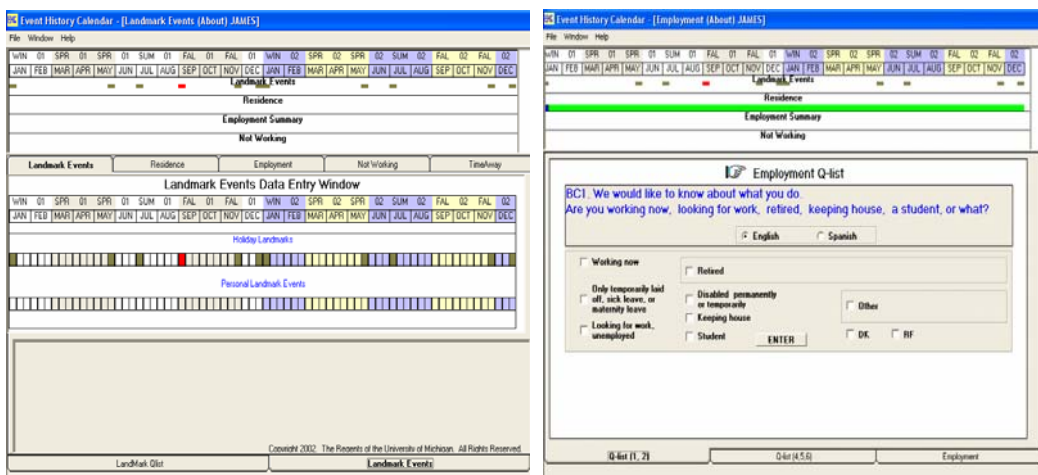 Event History Calendar - [Landmark Events (About) JAMES]
File Window Help
WIN 01 SPR 01 SPR 01 SUM 01 FAL 01 FAL 01 WIN 02 SPR 02 SPR 02 SUM 02 FAL 02 FAL 02
JAN FEB MAR APR MAY JUN JUL AUG SEP OCT NOV DEC JAN FEB MAR APR MAY JUN JUL AUG SEP OCT NOV DEC
Landmark Events
Residence
Employment Summary
Not Working
Landmark Events Residence Employment Not Working TimeAway
Landmark Events Data Entry Window
WIN 01 SPR 01 SPR 01 SUM 01 FAL 01 FAL 01 WIN 02 SPR 02 SPR 02 SUM 02 FAL 02 FAL 02
JAN FEB MAR APR MAY JUN JUL AUG SEP OCT NOV DEC JAN FEB MAR APR MAY JUN JUL AUG SEP OCT NOV DEC
Holiday Landmarks
Personal Landmark Events
Copyright 2002. The Regents of the University of Michigan. All Rights Reserved.
LandMark Qlist Landmark Events
Event History Calendar - [Employment (About) JAMES]
File Window Help
WIN 01 SPR 01 SPR 01 SUM 01 FAL 01 FAL 01 WIN 02 SPR 02 SPR 02 SUM 02 FAL 02 FAL 02
JAN FEB MAR APR MAY JUN JUL AUG SEP OCT NOV DEC JAN FEB MAR APR MAY JUN JUL AUG SEP OCT NOV DEC
Landmark Events
Residence
Employment Summary
Not Working
Employment Q-list
BC1. We would like to know about what you do.
Are you working now, looking for work, retired, keeping house, a student, or what?
English Spanish
Working now
Only temporarily laid
off, sick leave, or
maternity leave
Looking for work,
unemployed
Retired
Disabled permanently
or temporarily
Keeping house
Student
ENTER
Other
DK RF
Q-list (1, 2) Q-list (4,5,6) Employment